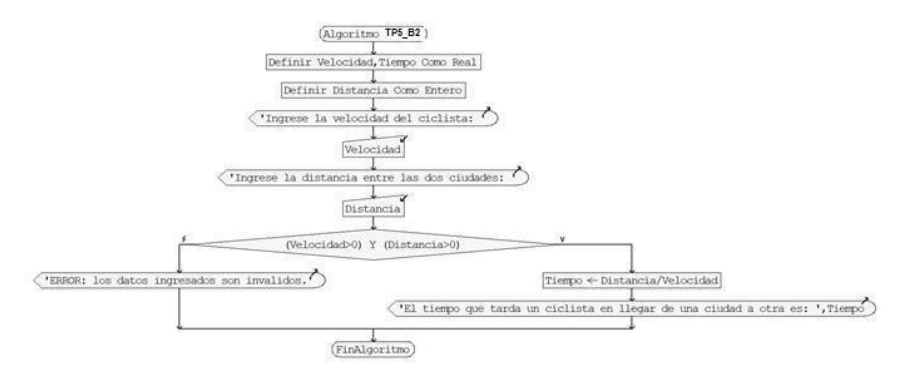 Algoritmo TP5_B2
Definir Velocidad,Tiempo Como Real
Definir Distancia Como Entero
'Ingrese la velocidad del ciclista:
Velocidad
'Ingrese la distancia entre las dos ciudades:
Distancia
F
(Velocidad>0) Y (Distancia>0)
V
'ERROR: los datos ingresados son invalidos.'
Tiempo ← Distancia/Velocidad
'El tiempo que tarda un ciclista en llegar de una ciudad a otra es: ',Tiempo
FinAlgoritmo